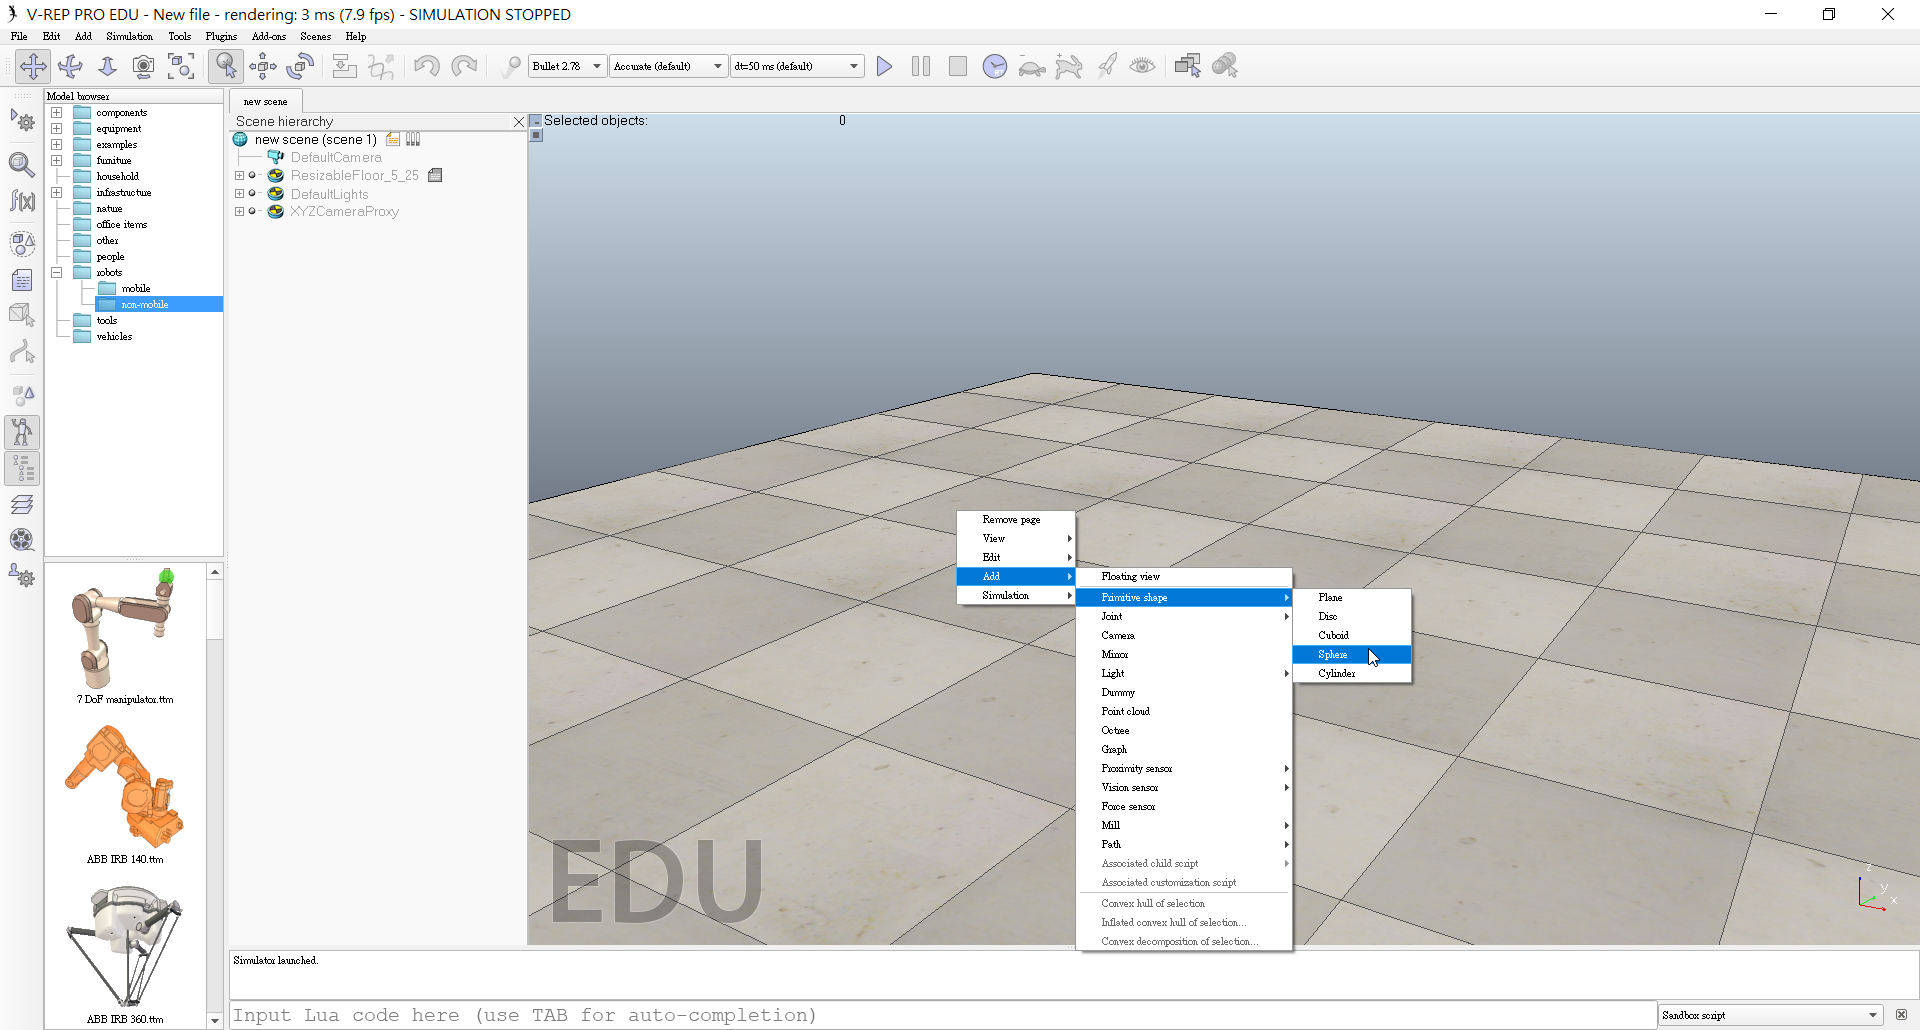 V-REP PRO EDU - New file - rendering: 3 ms (7.9 fps) - SIMULATION STOPPED
File Edit Add Simulation Tools Plugins Add-ons Scenes Help
Bullet 2.78 Accurate (default) dt=50 ms (default)
Model browser
components
equipment
examples
furniture
household
infrastructure
nature
office items
other
people
robots
mobile
non-mobile
tools
vehicles
7 DoF manipulator.ttm
ABB IRB 140.ttm
ABB IRB 360.ttm
new scene
Scene hierarchy
new scene (scene 1)
DefaultCamera
ResizableFloor_5_25
DefaultLights
XYZCameraProxy
Selected objects: 0
Remove page
View
Edit
Add
Simulation
Floating view
Primitive shape
Joint
Camera
Mirror
Light
Dummy
Point cloud
Octree
Graph
Proximity sensor
Vision sensor
Force sensor
Mill
Path
Associated child script
Associated customization script
Convex hull of selection
Inflated convex hull of selection...
Convex decomposition of selection...
Plane
Disc
Cuboid
Sphere
Cylinder
EDU
z
y
x
Simulator launched.
Input Lua code here (use TAB for auto-completion)
Sandbox script
f(x)